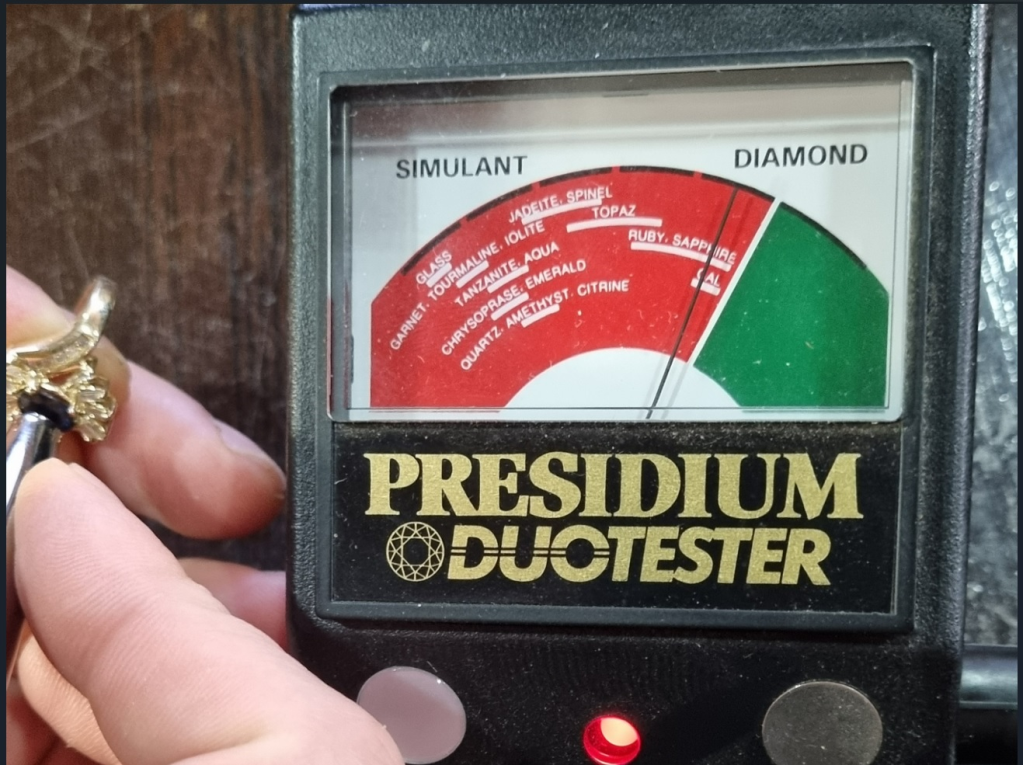 SIMULANT
DIAMOND
JADEITE, SPINEL
TOPAZ
RUBY, SAPPHIRE
CAL
GLASS
GARNET, TOURMALINE, IOLITE
TANZANITE, AQUA
CHRYSOPRASE, EMERALD
QUARTZ, AMETHYST, CITRINE
PRESIDIUM
DUOTESTER